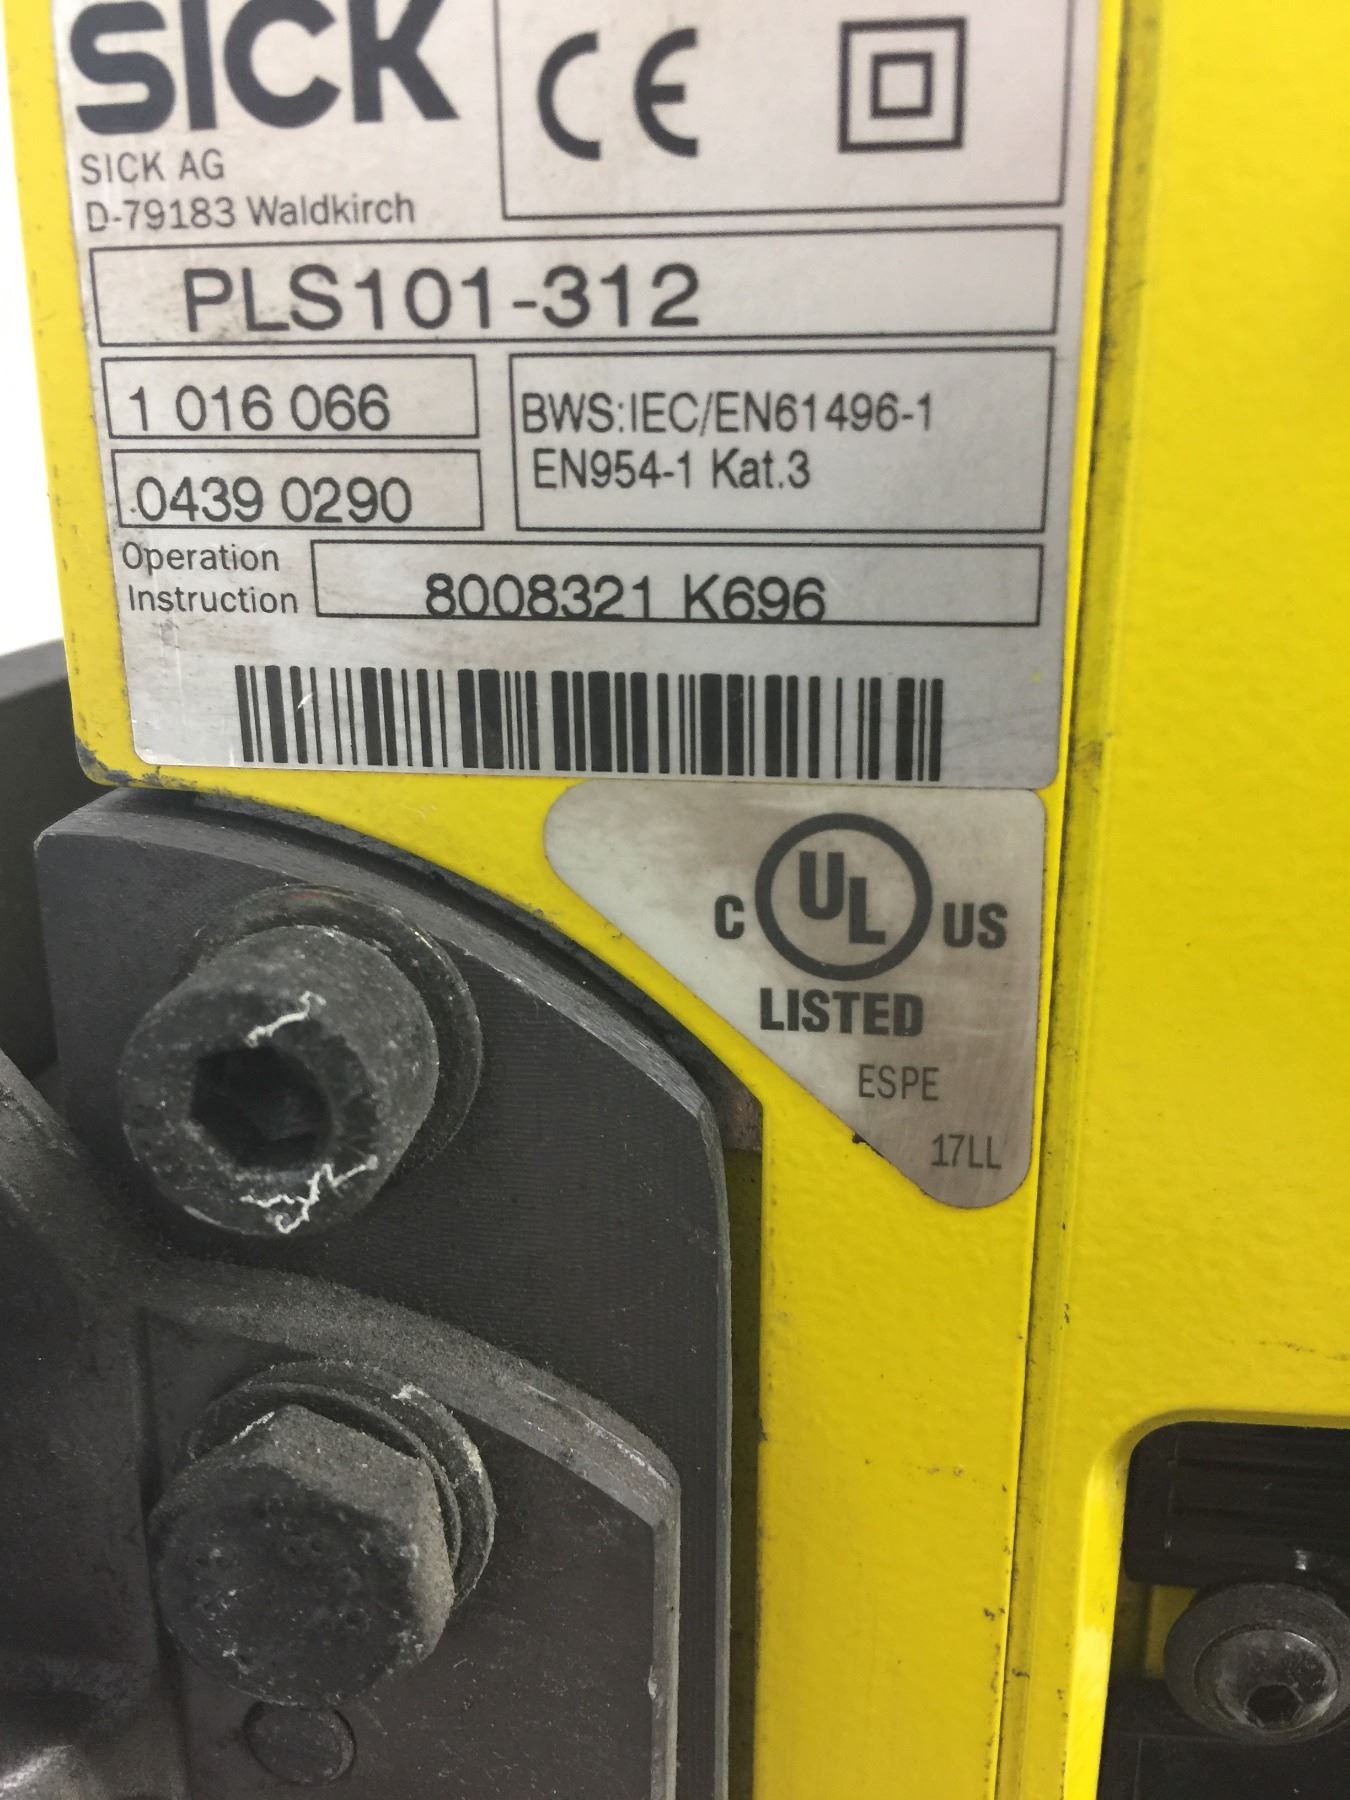 SICK
CE
SICK AG
D-79183 Waldkirch
PLS101-312
1 016 066
0439 0290
BWS:IEC/EN61496-1
EN954-1 Kat.3
Operation
Instruction
8008321 K696
C UL US
LISTED
ESPE
17LL